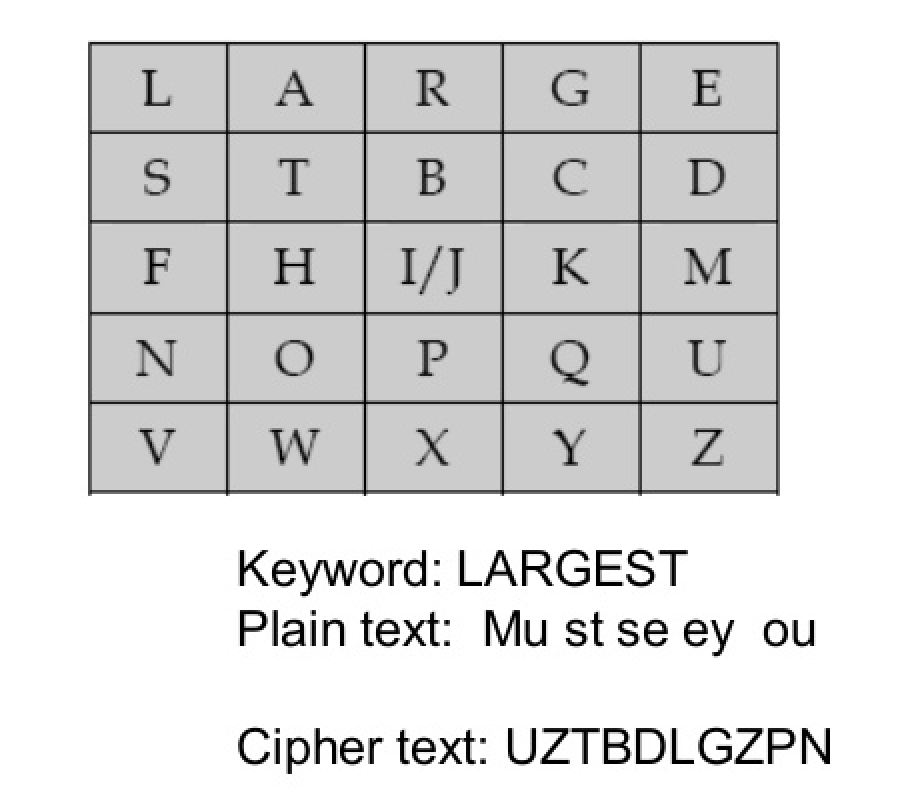 L A R G E
S T B C D
F H I/J K M
N O P Q U
V W X Y Z
Keyword: LARGEST
Plain text: Mu st se ey ou
Cipher text: UZTBDLGZPN